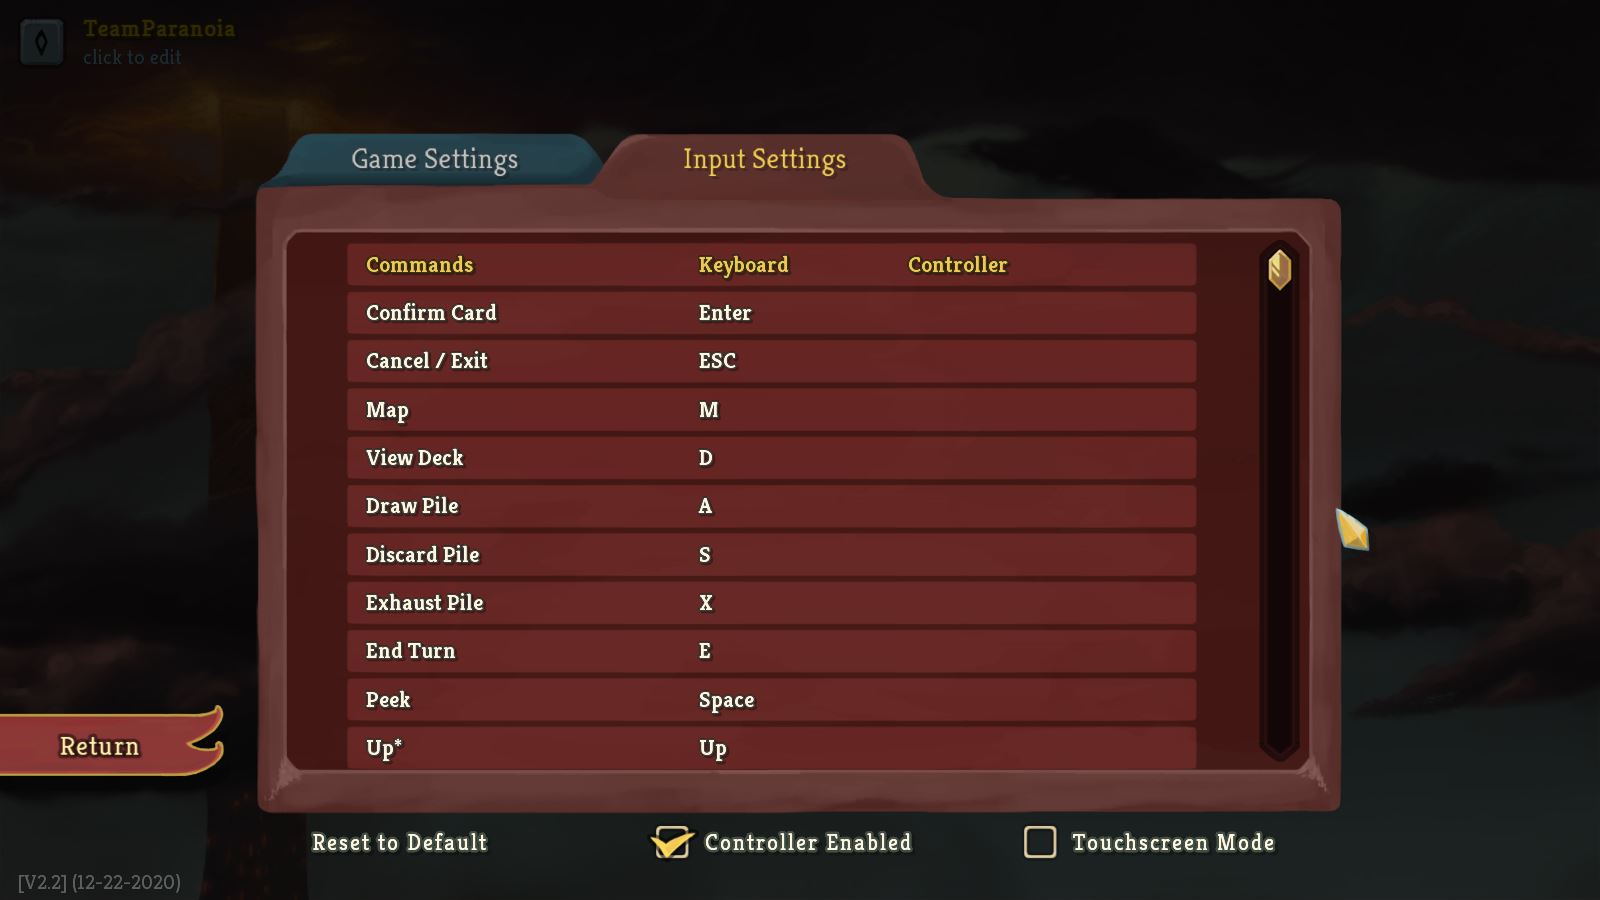 TeamParanoia
click to edit
Game Settings
Input Settings
Commands Keyboard Controller
Confirm Card Enter
Cancel / Exit ESC
Map M
View Deck D
Draw Pile A
Discard Pile S
Exhaust Pile X
End Turn E
Peek Space
Up* Up
Return
Reset to Default
Controller Enabled
Touchscreen Mode
[V2.2] (12-22-2020)